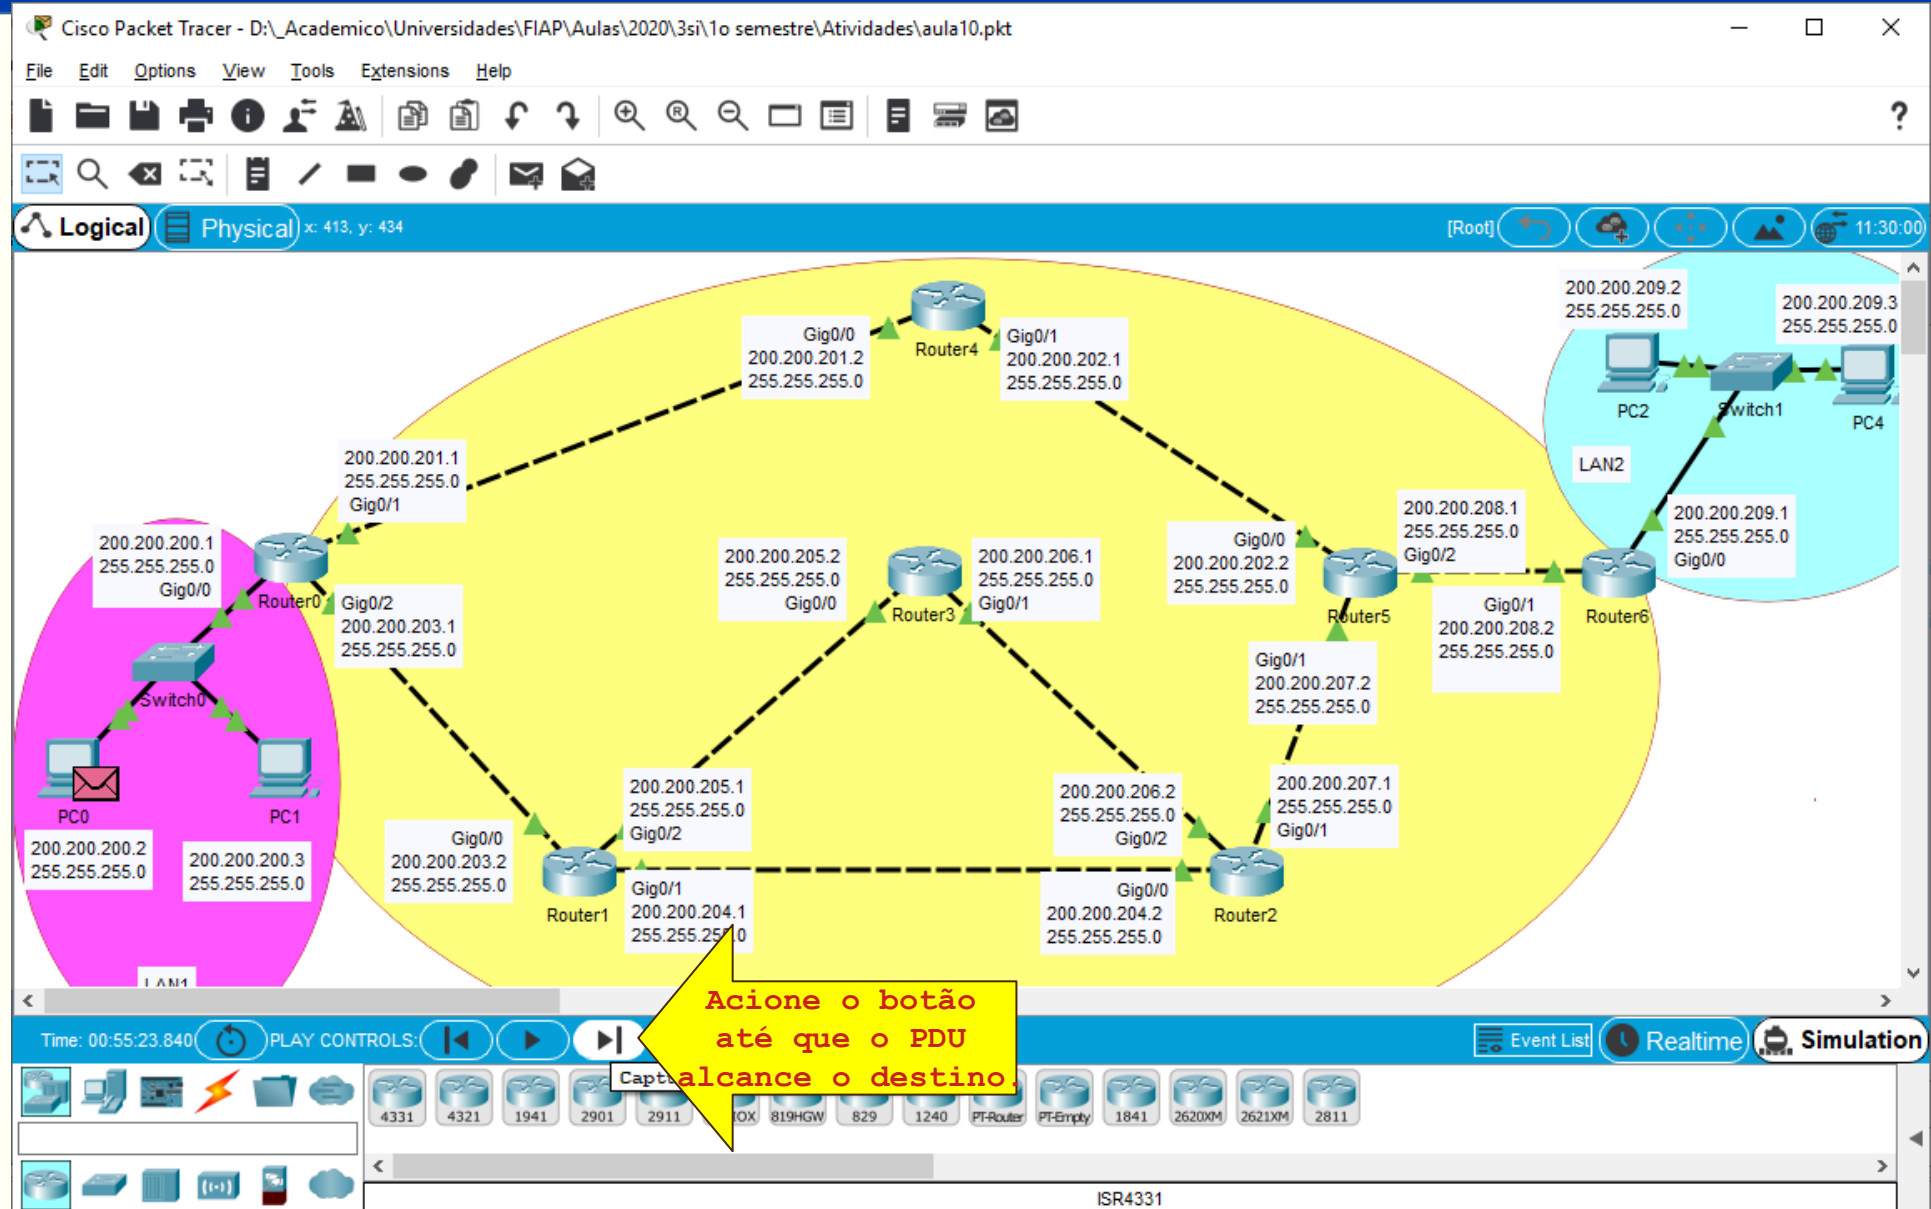 Cisco Packet Tracer - D:\_Academico\Universidades\FIAP\Aulas\2020\3si\1o semestre\Atividades\aula10.pkt
File Edit Options View Tools Extensions Help
Logical Physical x: 413, y: 434 [Root] 11:30:00
200.200.209.2
255.255.255.0
200.200.209.3
255.255.255.0
PC2
Switch1
PC4
LAN2
Gig0/0
200.200.201.2
255.255.255.0
Router4
Gig0/1
200.200.202.1
255.255.255.0
200.200.201.1
255.255.255.0
Gig0/1
200.200.200.1
255.255.255.0
Gig0/0
Router0
Gig0/2
200.200.203.1
255.255.255.0
200.200.205.2
255.255.255.0
Gig0/0
Router3
200.200.206.1
255.255.255.0
Gig0/1
Gig0/0
200.200.202.2
255.255.255.0
200.200.208.1
255.255.255.0
Gig0/2
Router5
Gig0/1
200.200.208.2
255.255.255.0
Router6
200.200.209.1
255.255.255.0
Gig0/0
Gig0/1
200.200.207.2
255.255.255.0
Switch0
PC0
PC1
200.200.200.2
255.255.255.0
200.200.200.3
255.255.255.0
LAN1
Gig0/0
200.200.203.2
255.255.255.0
200.200.205.1
255.255.255.0
Gig0/2
Router1
Gig0/1
200.200.204.1
255.255.255.0
200.200.206.2
255.255.255.0
Gig0/2
200.200.207.1
255.255.255.0
Gig0/1
Gig0/0
200.200.204.2
255.255.255.0
Router2
Acione o botão
até que o PDU
alcance o destino.
Time: 00:55:23.840 PLAY CONTROLS: Event List Realtime Simulation
4331 4321 1941 2901 2911 819HGW 829 1240 PT-Router PT-Empty 1841 2620XM 2621XM 2811
ISR4331